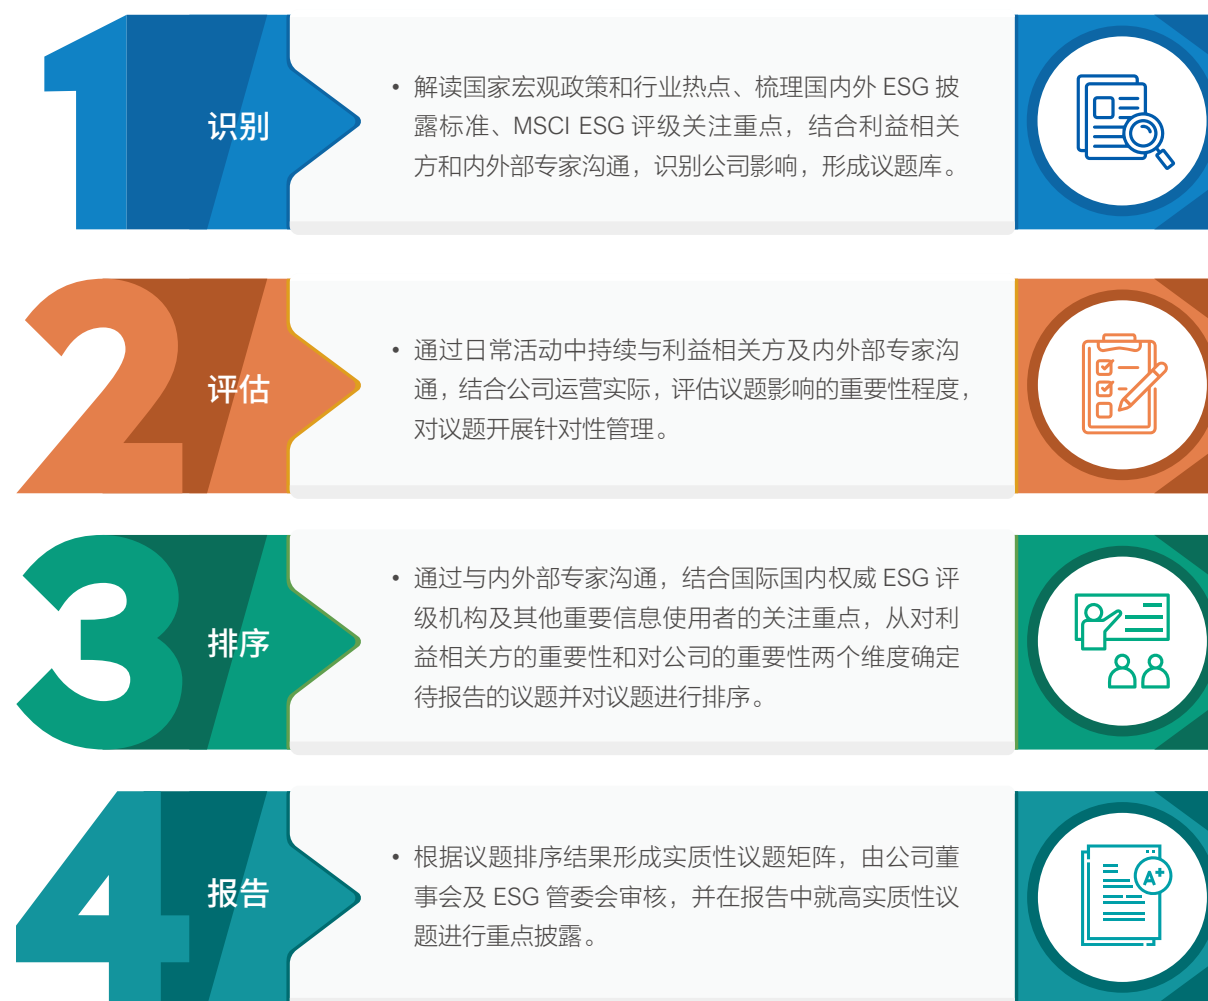 1
识别
• 解读国家宏观政策和行业热点、梳理国内外 ESG 披
露标准、MSCI ESG 评级关注重点，结合利益相关
方和内外部专家沟通，识别公司影响，形成议题库。
2
评估
• 通过日常活动中持续与利益相关方及内外部专家沟
通，结合公司运营实际，评估议题影响的重要性程度，
对议题开展针对性管理。
3
排序
• 通过与内外部专家沟通，结合国际国内权威 ESG 评
级机构及其他重要信息使用者的关注重点，从对利
益相关方的重要性和对公司的重要性两个维度确定
待报告的议题并对议题进行排序。
4
报告
• 根据议题排序结果形成实质性议题矩阵，由公司董
事会及 ESG 管委会审核，并在报告中就高实质性议
题进行重点披露。
A+